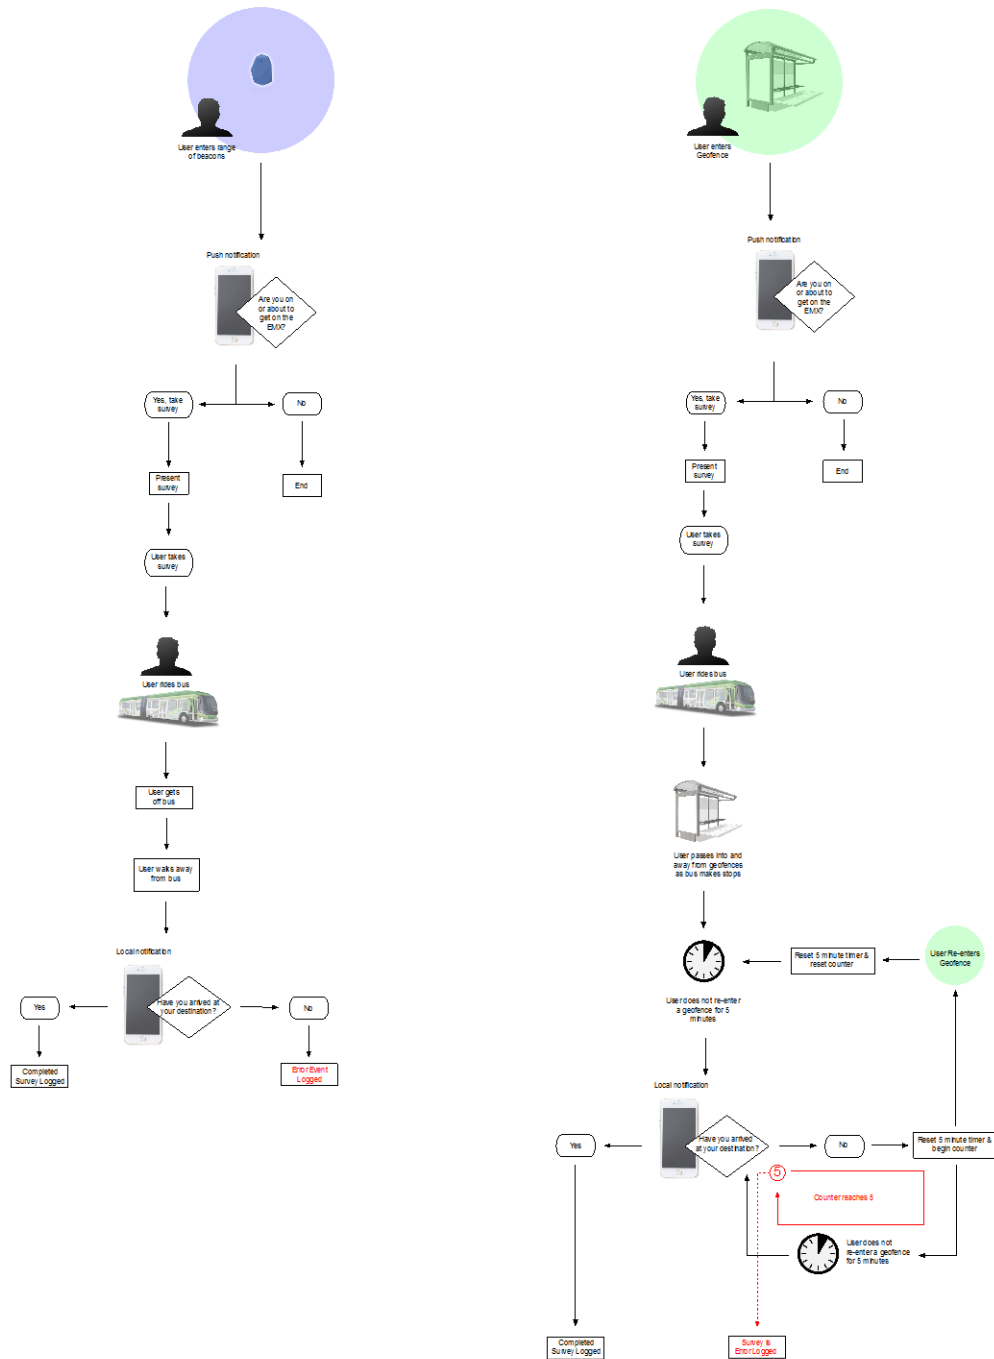 User enters range
of beacons
Push notification
Are you on
or about to
get on the
EMX?
Yes, take
survey
No
Present
survey
End
User takes
survey
User rides bus
User gets
off bus
User walks away
from bus
Local notification
Have you arrived at
your destination?
Yes
No
Completed
Survey Logged
Error Event
Logged
User enters
Geofence
Push notification
Are you on
or about to
get on the
EMX?
Yes, take
survey
No
Present
survey
End
User takes
survey
User rides bus
User passes into and
away from geofences
as bus makes stops
User Re-enters
Geofence
Reset 5 minute timer &
reset counter
User does not re-enter
a geofence for 5
minutes
Local notification
Have you arrived
at your destination?
Yes
No
Reset 5 minute timer &
begin counter
5
Counter reaches 5
User does not
re-enter a geofence
for 5 minutes
Completed
Survey Logged
Survey is
Error Logged